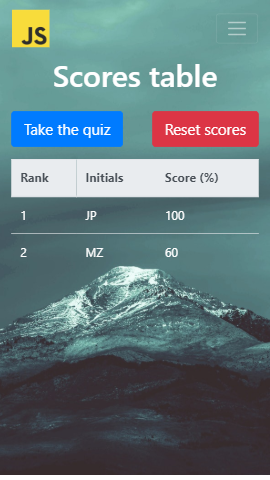 JS
Scores table
Take the quiz Reset scores
Rank Initials Score (%)
1 JP 100
2 MZ 60